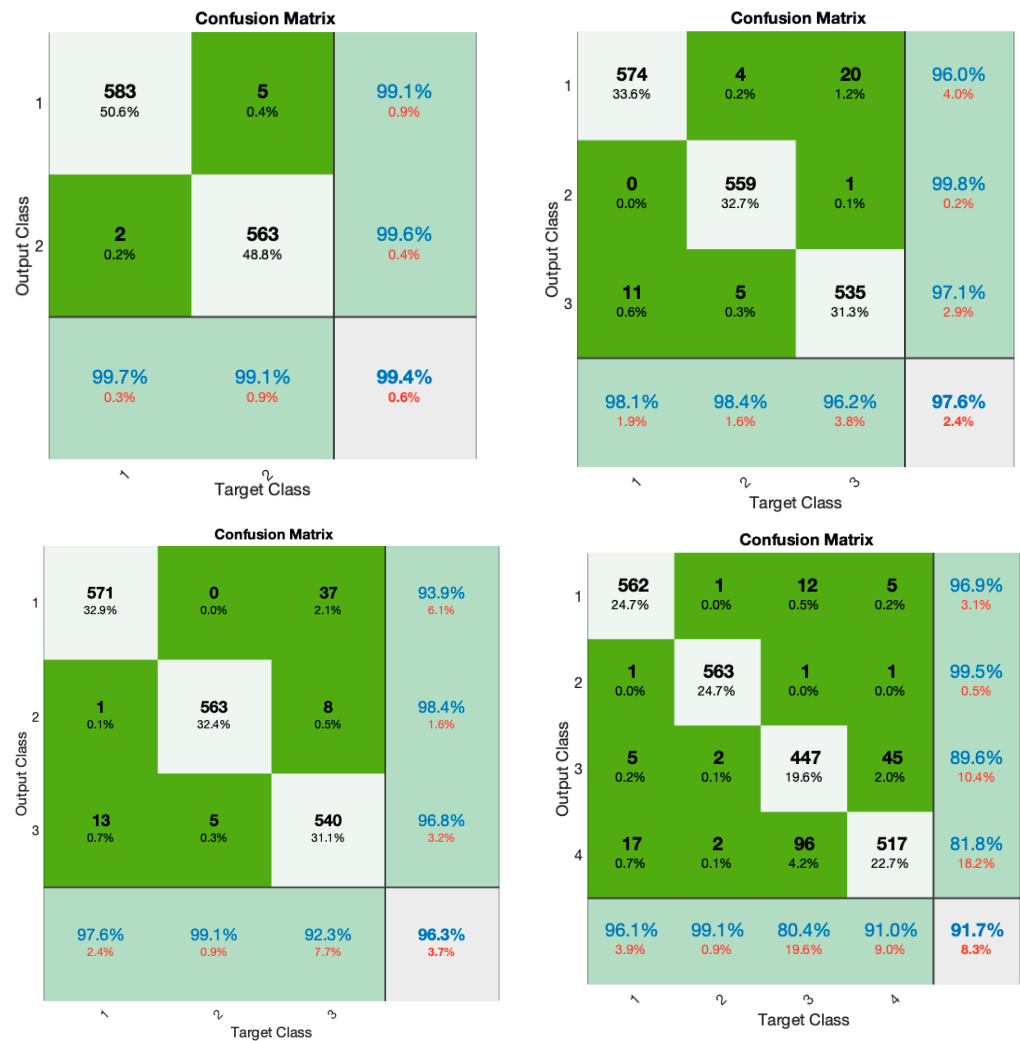 Confusion Matrix
583 5 99.1%
50.6% 0.4% 0.9%
1
2 563 99.6%
0.2% 48.8% 0.4%
2
Output Class
99.7% 99.1% 99.4%
0.3% 0.9% 0.6%
1 2
Target Class
Confusion Matrix
574 4 20 96.0%
33.6% 0.2% 1.2% 4.0%
1
0 559 1 99.8%
0.0% 32.7% 0.1% 0.2%
2
Output Class
11 5 535 97.1%
0.6% 0.3% 31.3% 2.9%
3
98.1% 98.4% 96.2% 97.6%
1.9% 1.6% 3.8% 2.4%
1 2 3
Target Class
Confusion Matrix
571 0 37 93.9%
32.9% 0.0% 2.1% 6.1%
1
1 563 8 98.4%
0.1% 32.4% 0.5% 1.6%
2
Output Class
13 5 540 96.8%
0.7% 0.3% 31.1% 3.2%
3
97.6% 99.1% 92.3% 96.3%
2.4% 0.9% 7.7% 3.7%
1 2 3
Target Class
Confusion Matrix
562 1 12 5 96.9%
24.7% 0.0% 0.5% 0.2% 3.1%
1
1 563 1 1 99.5%
0.0% 24.7% 0.0% 0.0% 0.5%
2
Output Class
5 2 447 45 89.6%
0.2% 0.1% 19.6% 2.0% 10.4%
3
17 2 96 517 81.8%
0.7% 0.1% 4.2% 22.7% 18.2%
4
96.1% 99.1% 80.4% 91.0% 91.7%
3.9% 0.9% 19.6% 9.0% 8.3%
1 2 3 4
Target Class